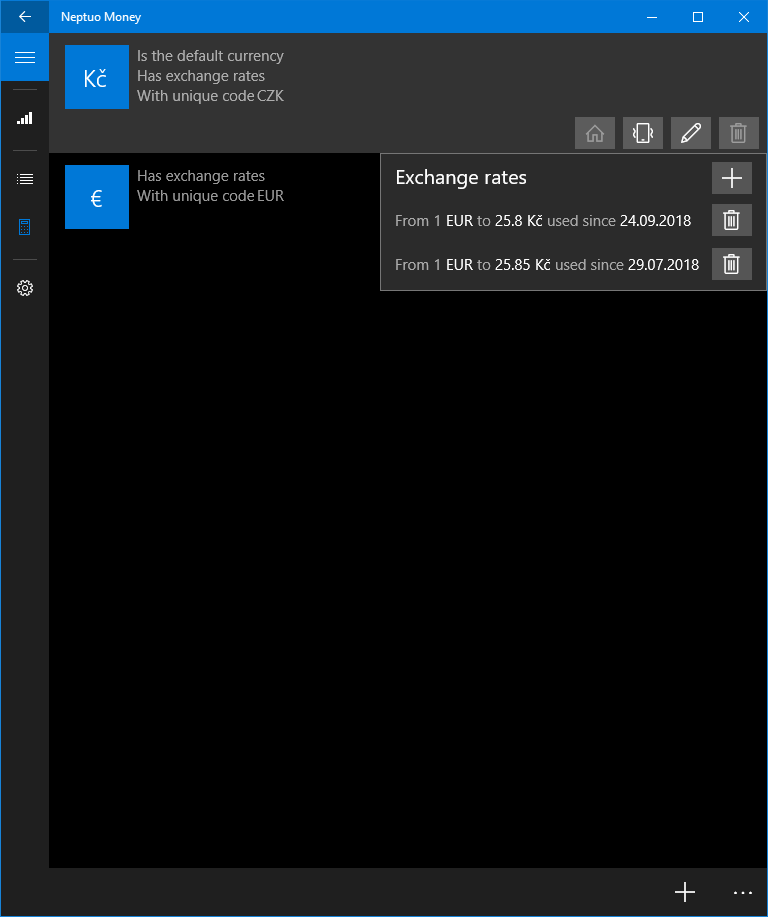 Neptuo Money
Kč
Is the default currency
Has exchange rates
With unique code CZK
€
Has exchange rates
With unique code EUR
Exchange rates
From 1 EUR to 25.8 Kč used since 24.09.2018
From 1 EUR to 25.85 Kč used since 29.07.2018